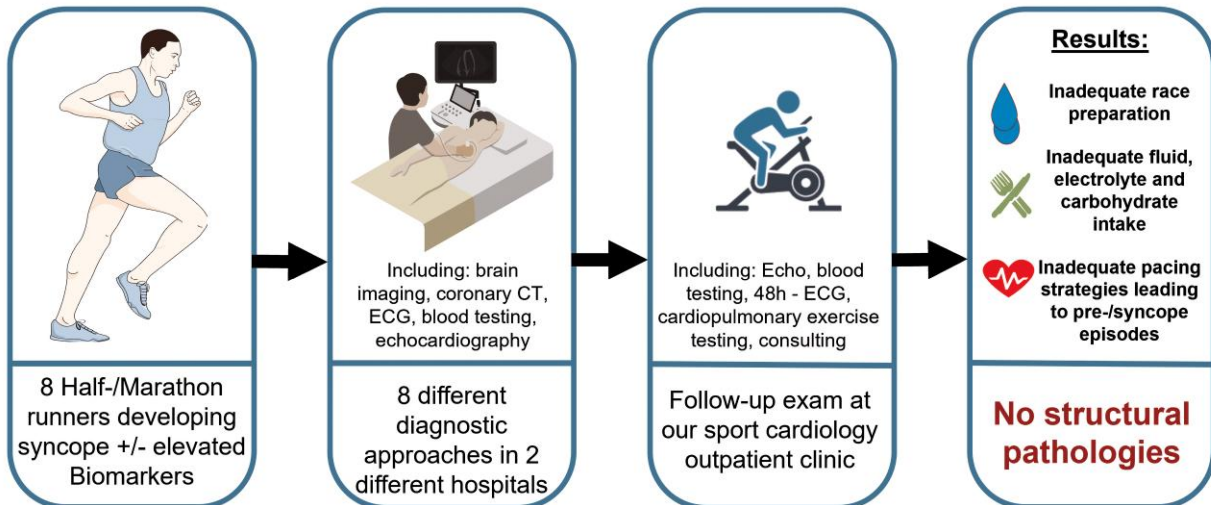 Including: brain
imaging, coronary CT,
ECG, blood testing,
echocardiography
Including: Echo, blood
testing, 48h - ECG,
cardiopulmonary exercise
testing, consulting
Results:
Inadequate race
preparation
Inadequate fluid,
electrolyte and
carbohydrate
intake
Inadequate pacing
strategies leading
to pre-/syncope
episodes
8 Half-/Marathon
runners developing
syncope +/- elevated
Biomarkers
8 different
diagnostic
approaches in 2
different hospitals
Follow-up exam at
our sport cardiology
outpatient clinic
No structural
pathologies